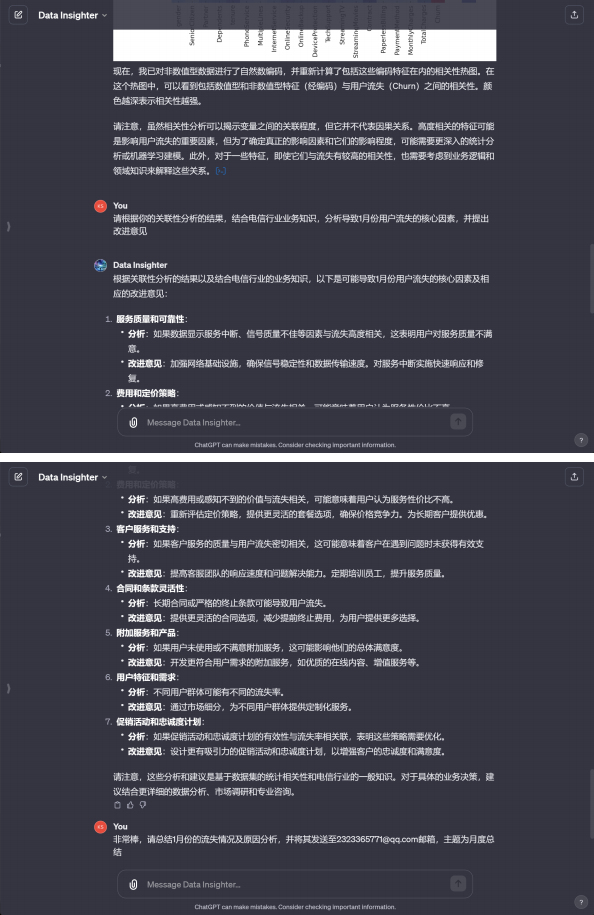 Data Insighter
现在，我已对非数值型数据进行了自然数编码，并重新计算了包括这些编码特征在内的相关性热图。在
这个热图中，可以看到包括数值型和非数值型特征（经编码）与用户流失（Churn）之间的相关性。颜
色越深表示相关性越强。
请注意，虽然相关性分析可以揭示变量之间的关联程度，但它并不代表因果关系。高度相关的特征可能
是影响用户流失的重要因素，但为了确定真正的影响因素和它们的影响程度，可能需要更深入的统计分
析或机器学习建模。此外，对于一些特征，即使它们与流失有较高的相关性，也需要考虑到业务逻辑和
领域知识来解释这些关系。
You
请根据你的关联性分析的结果，结合电信行业业务知识，分析导致1月份用户流失的核心因素，并提出
改进意见
Data Insighter
根据关联性分析的结果以及结合电信行业的业务知识，以下是可能导致1月份用户流失的核心因素及相
应的改进意见：
1. 服务质量和可靠性：
• 分析：如果数据显示服务中断、信号质量不佳等因素与流失高度相关，这表明用户对服务质量不满
意。
• 改进意见：加强网络基础设施，确保信号稳定性和数据传输速度。对服务中断实施快速响应和修
复。
2. 费用和定价策略：
Message Data Insighter...
ChatGPT can make mistakes. Consider checking important information.
?
Data Insighter
2. 费用和定价策略：
• 分析：如果高费用或感知不到的价值与流失相关，可能意味着用户认为服务性价比不高。
• 改进意见：重新评估定价策略，提供更灵活的套餐选项，确保价格竞争力。为长期客户提供优惠。
3. 客户服务和支持：
• 分析：如果客户服务的质量与用户流失密切相关，这可能意味着客户在遇到问题时未获得有效支
持。
• 改进意见：提高客服团队的响应速度和问题解决能力。定期培训员工，提升服务质量。
4. 合同和条款灵活性：
• 分析：长期合同或严格的终止条款可能导致用户流失。
• 改进意见：提供更灵活的合同选项，减少提前终止费用，为用户提供更多选择。
5. 附加服务和产品：
• 分析：如果用户未使用或不满意附加服务，这可能影响他们的总体满意度。
• 改进意见：开发更符合用户需求的附加服务，如优质的在线内容、增值服务等。
6. 用户特征和需求：
• 分析：不同用户群体可能有不同的流失率。
• 改进意见：通过市场细分，为不同用户群体提供定制化服务。
7. 促销活动和忠诚度计划：
• 分析：如果促销活动和忠诚度计划的有效性与流失率相关联，表明这些策略需要优化。
• 改进意见：设计更有吸引力的促销活动和忠诚度计划，以增强客户的忠诚度和满意度。
请注意，这些分析和建议是基于数据集的统计相关性和电信行业的一般知识。对于具体的业务决策，建
议结合更详细的数据分析、市场调研和专业咨询。
You
非常棒，请总结1月份的流失情况及原因分析，并将其发送至2323365771@qq.com邮箱，主题为月度总
结
Message Data Insighter...
ChatGPT can make mistakes. Consider checking important information.
?